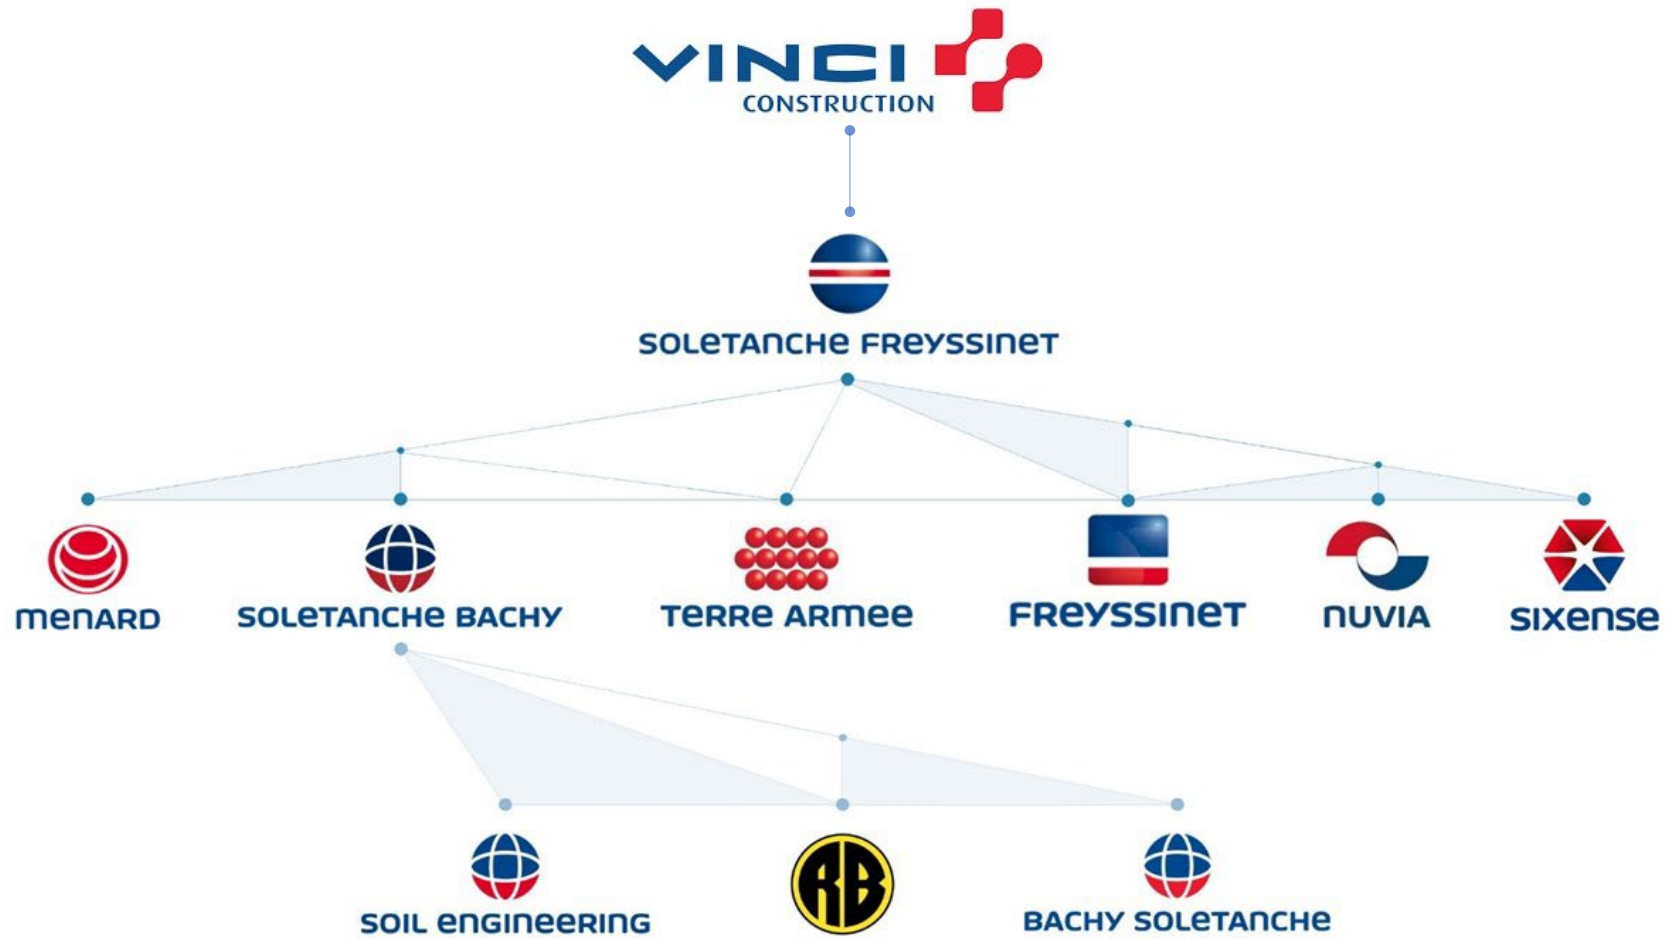 VINCI
CONSTRUCTION
SOLETANCHE FREYSSINET
MENARD
SOLETANCHE BACHY
TERRE ARMEE
FREYSSINET
NUVIA
SIXENSE
RB
SOIL ENGINEERING
BACHY SOLETANCHE